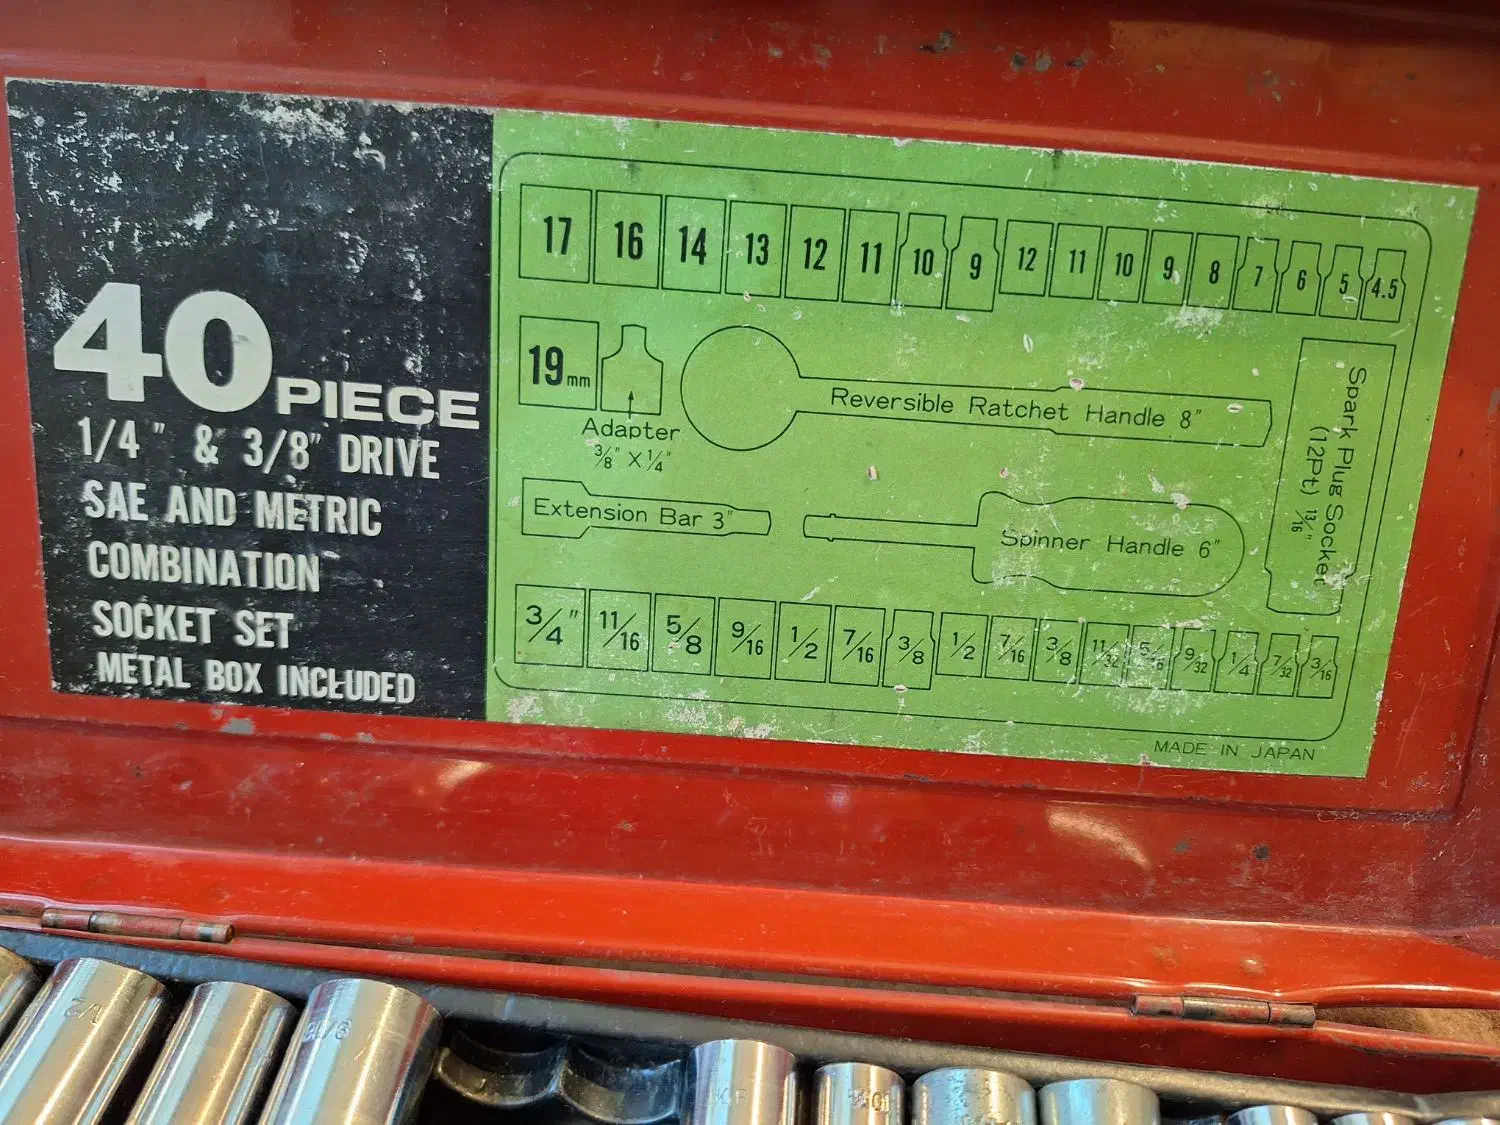 40 PIECE
1/4" & 3/8" DRIVE
SAE AND METRIC
COMBINATION
SOCKET SET
METAL BOX INCLUDED
17 16 14 13 12 11 10 9 12 11 10 9 8 7 6 5 4.5
19mm
Adapter
3/8" X 1/4"
Reversible Ratchet Handle 8"
Spark Plug Socket
(12Pt) 13/16"
Extension Bar 3"
Spinner Handle 6"
3/4" 11/16 5/8 9/16 1/2 7/16 3/8 1/2 7/16 3/8 11/32 5/16 9/32 1/4 7/32 3/16
MADE IN JAPAN
1/2